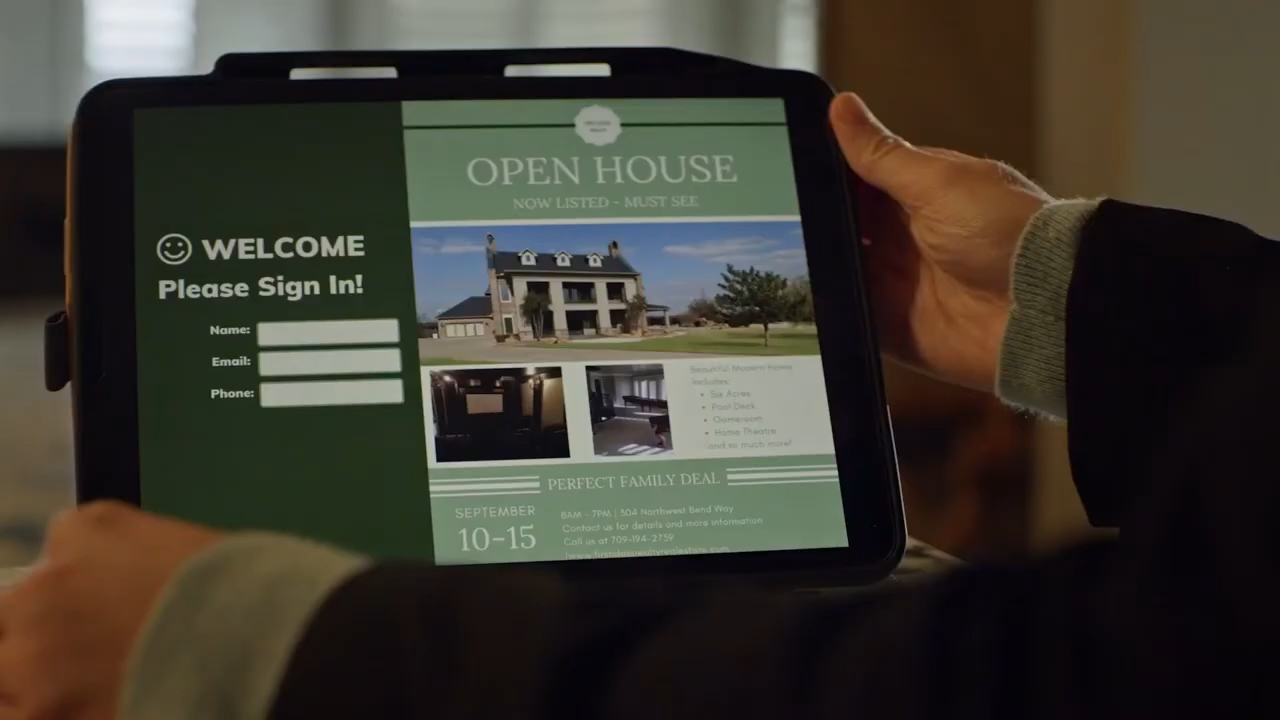 WELCOME
Please Sign In!
Name:
Email:
Phone:
OPEN HOUSE
NOW LISTED - MUST SEE
Beautiful Modern Home
Includes:
• Six Acres
• Pool Deck
• Gameroom
• Home Theatre
and so much more!
PERFECT FAMILY DEAL
SEPTEMBER
10-15
8AM - 7PM | 304 Northwest Bend Way
Contact us for details and more information
Call us at 709-194-2759